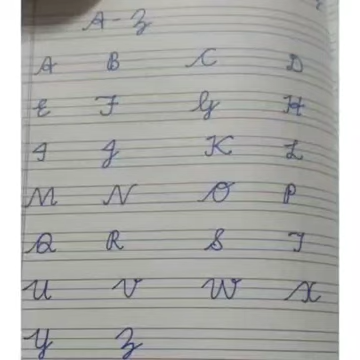 A-Z
A B C D
E F G H
I J K L
M N O P
Q R S T
U V W X
Y Z